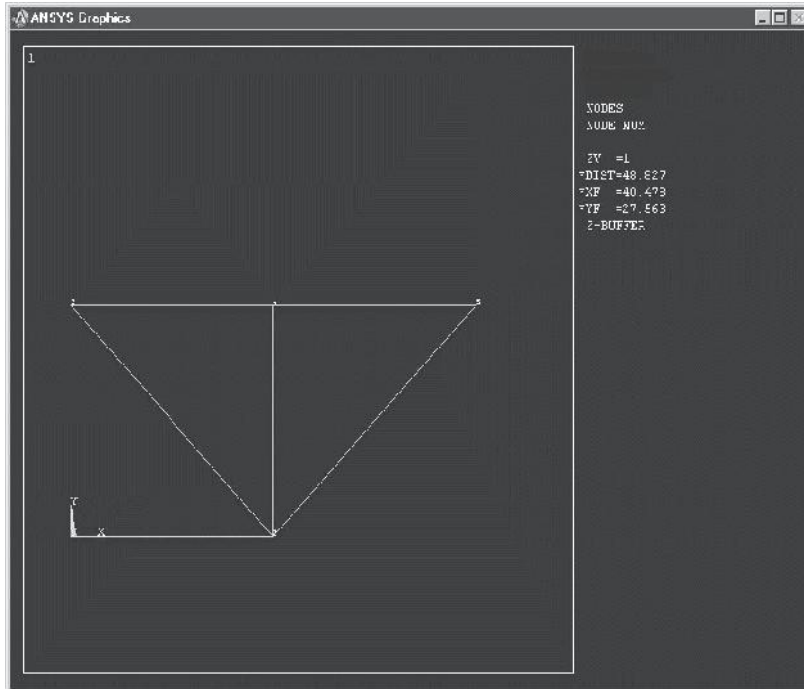 ANSYS Graphics
1
NODES
NODE NUM
ZV =1
*DIST=48.827
*XF =40.473
*YF =27.563
Z-BUFFER
Y
X